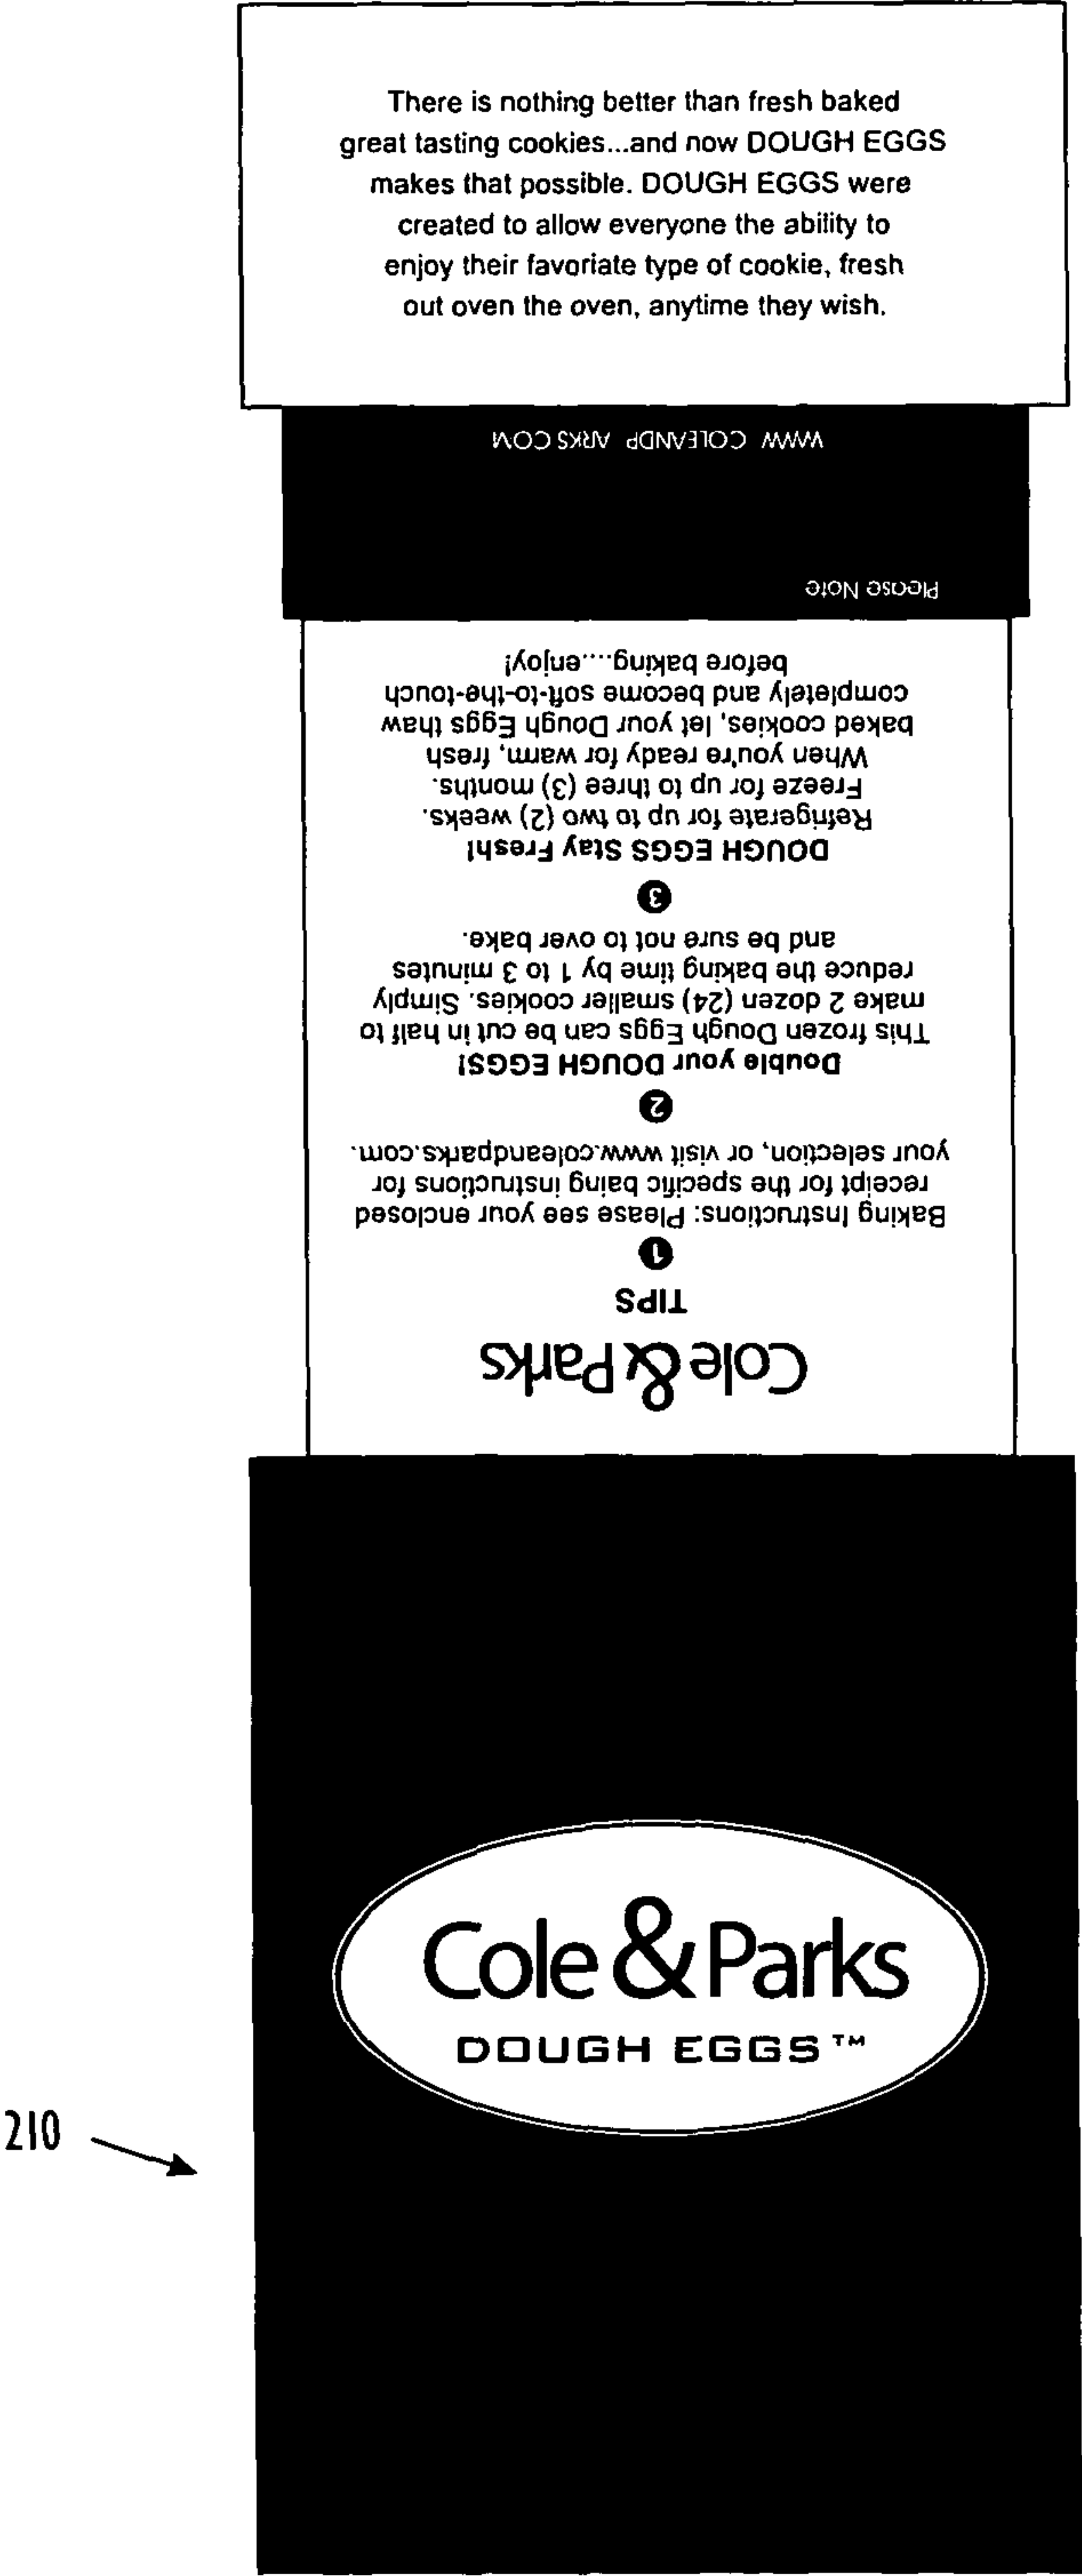 There is nothing better than fresh baked
great tasting cookies...and now DOUGH EGGS
makes that possible. DOUGH EGGS were
created to allow everyone the ability to
enjoy their favoriate type of cookie, fresh
out oven the oven, anytime they wish.
Please Note
WWW COLEANDP ARKS COM
Cole & Parks
TIPS
1
Baking Instructions: Please see your enclosed
receipt for the specific baing instructions for
your selection, or visit www.coleandparks.com.
2
Double your DOUGH EGGS!
This frozen Dough Eggs can be cut in half to
make 2 dozen (24) smaller cookies. Simply
reduce the baking time by 1 to 3 minutes
and be sure not to over bake.
3
DOUGH EGGS Stay Fresh!
Refrigerate for up to two (2) weeks.
Freeze for up to three (3) months.
When you're ready for warm, fresh
baked cookies, let your Dough Eggs thaw
completely and become soft-to-the-touch
before baking....enjoy!
Cole & Parks
DOUGH EGGS™
210